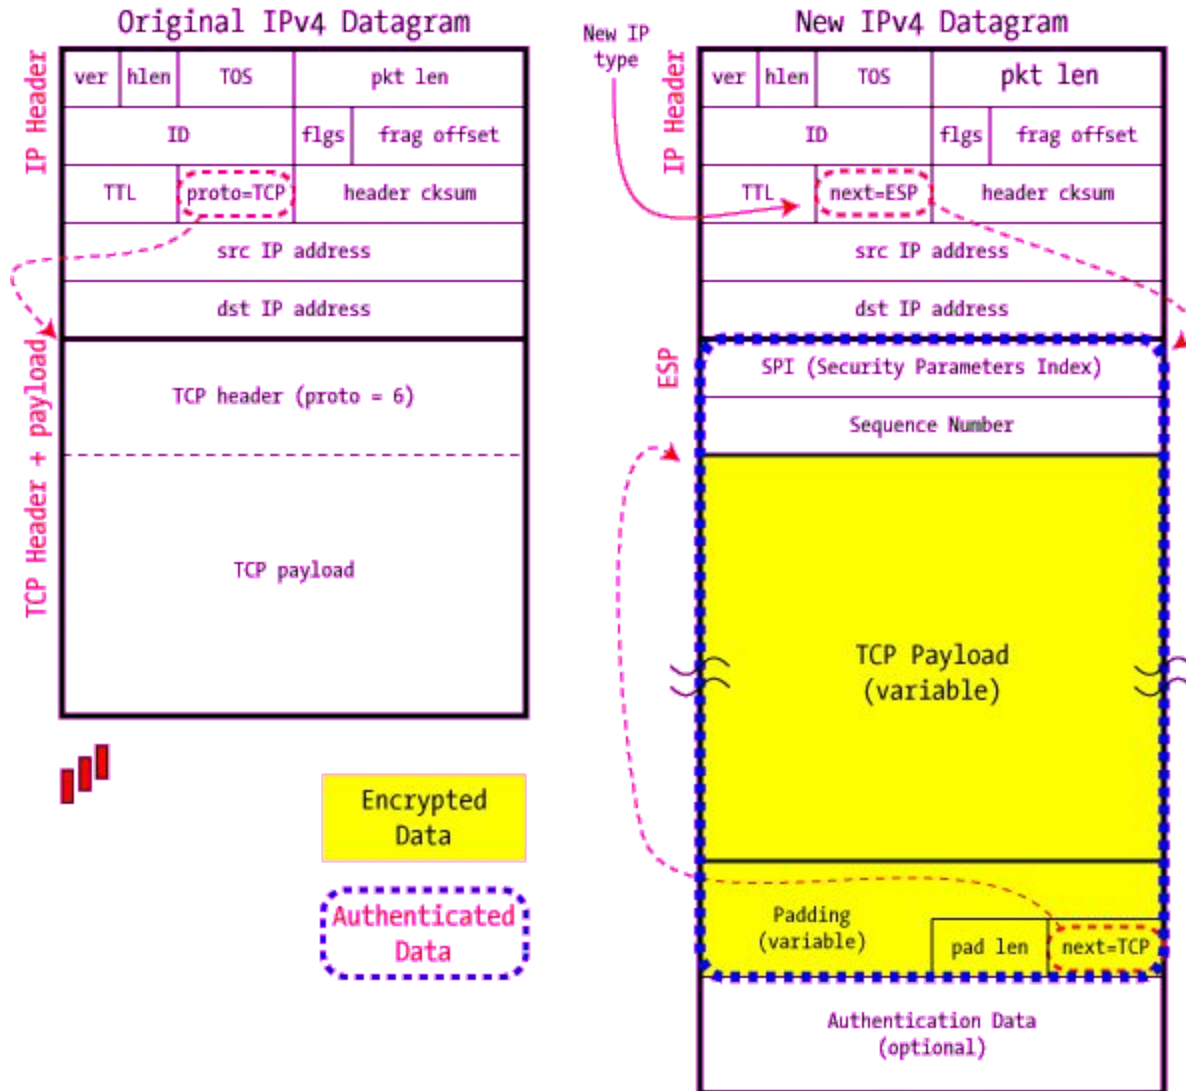 Original IPv4 Datagram
IP Header
ver hlen TOS pkt len
ID flgs frag offset
TTL proto=TCP header cksum
src IP address
dst IP address
TCP Header + payload
TCP header (proto = 6)
TCP payload
Encrypted
Data
Authenticated
Data
New IPv4 Datagram
New IP
type
IP Header
ver hlen TOS pkt len
ID flgs frag offset
TTL next=ESP header cksum
src IP address
dst IP address
ESP
SPI (Security Parameters Index)
Sequence Number
TCP Payload
(variable)
Padding
(variable)
pad len next=TCP
Authentication Data
(optional)